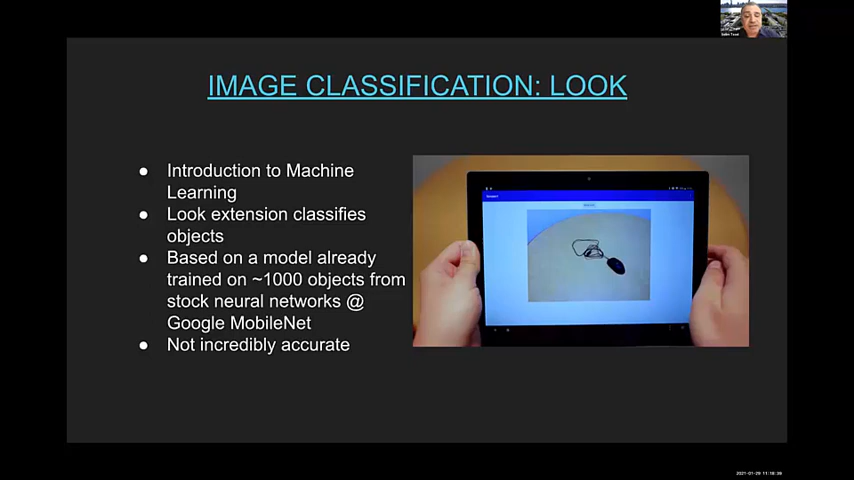 IMAGE CLASSIFICATION: LOOK
● Introduction to Machine
Learning
● Look extension classifies
objects
● Based on a model already
trained on ~1000 objects from
stock neural networks @
Google MobileNet
● Not incredibly accurate